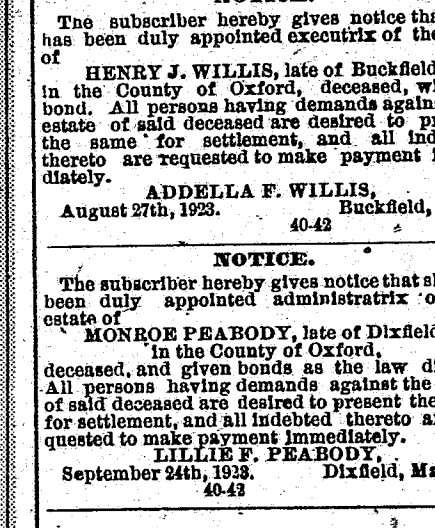 The subscriber hereby gives notice tha
has been duly appointed executrix of the
of
HENRY J. WILLIS, late of Buckfield
in the County of Oxford, deceased, wi
bond. All persons having demands again
estate of said deceased are desired to pr
the same for settlement, and all ind
thereto are requested to make payment i
diately.
ADDELLA F. WILLIS,
August 27th, 1923. Buckfield,
40-42
NOTICE.
The subscriber hereby gives notice that sh
been duly appointed administratrix o
estate of
MONROE PEABODY, late of Dixfield
in the County of Oxford,
deceased, and given bonds as the law di
All persons having demands against the
of said deceased are desired to present the
for settlement, and all indebted thereto a
quested to make payment immediately.
LILLIE F. PEABODY,
September 24th, 1923. Dixfield, Ma
40-42